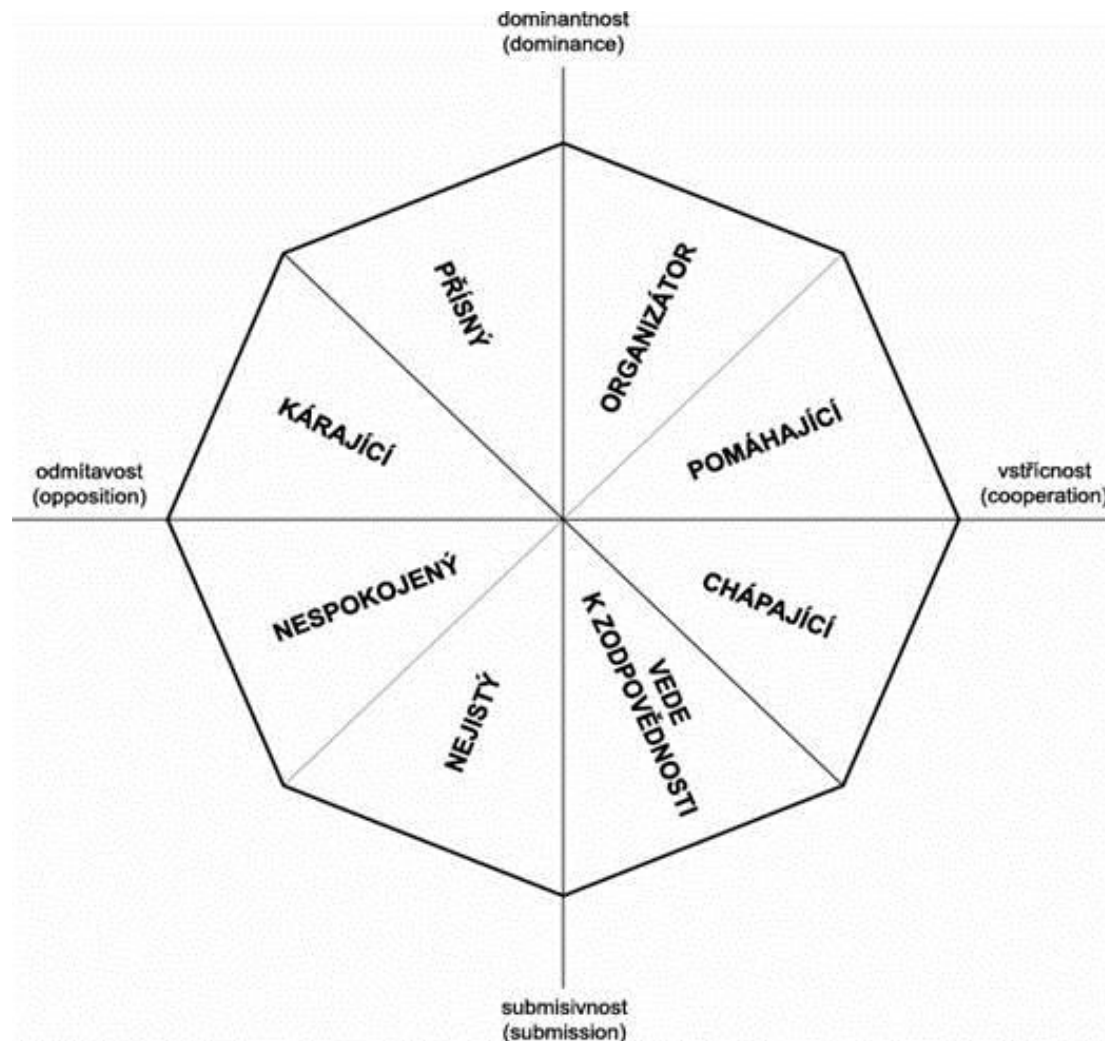 dominantnost
(dominance)
PŘÍSNÝ
ORGANIZÁTOR
KÁRAJÍCÍ
POMÁHAJÍCÍ
odmítavost
(opposition)
vstřícnost
(cooperation)
NESPOKOJENÝ
CHÁPAJÍCÍ
NEJISTÝ
VEDE
K ZODPOVĚDNOSTI
submisivnost
(submission)